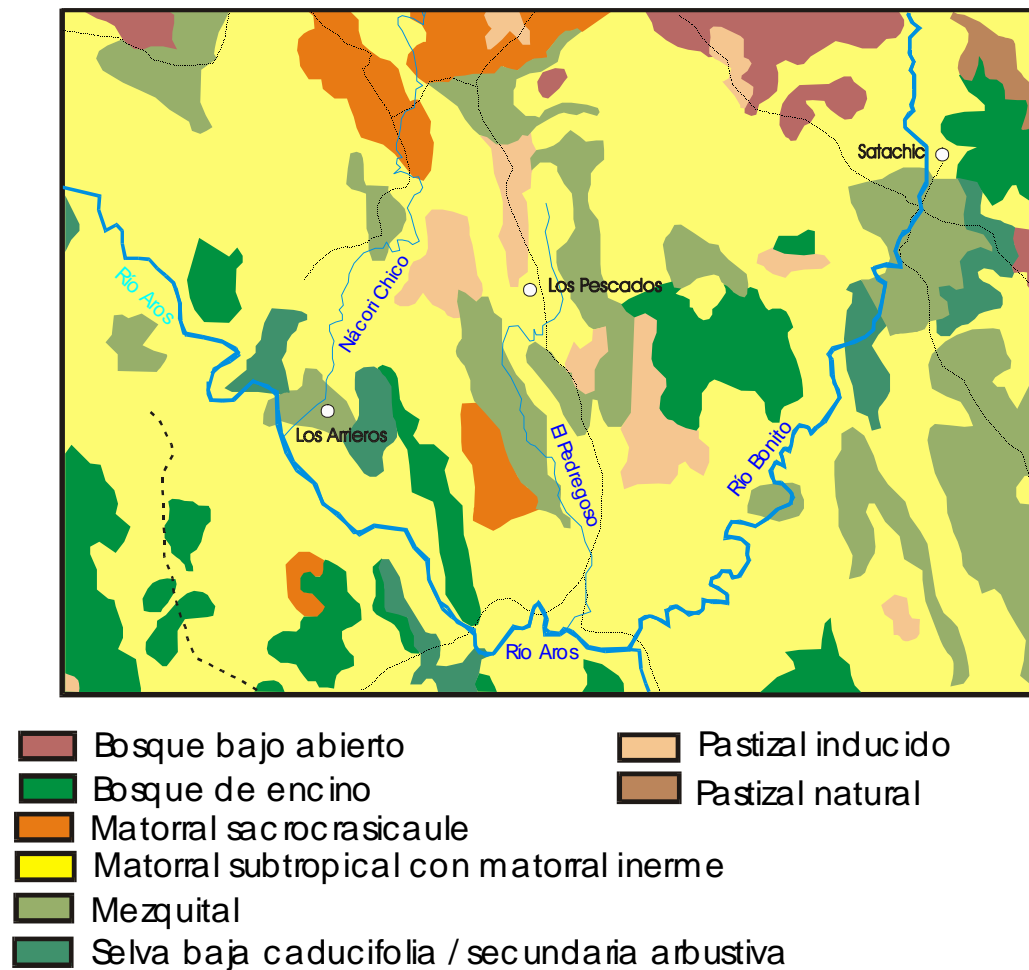 Satachic
Río Aros
Nácori Chico
Los Pescados
Los Arrieros
El Pedregoso
Río Bonito
Río Aros
Bosque bajo abierto
Bosque de encino
Matorral sacrocrasicaule
Matorral subtropical con matorral inerme
Mezquital
Selva baja caducifolia / secundaria arbustiva
Pastizal inducido
Pastizal natural